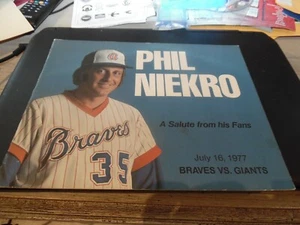 PHIL
NIEKRO
A Salute from his Fans
July 16, 1977
BRAVES VS. GIANTS
Braves
35